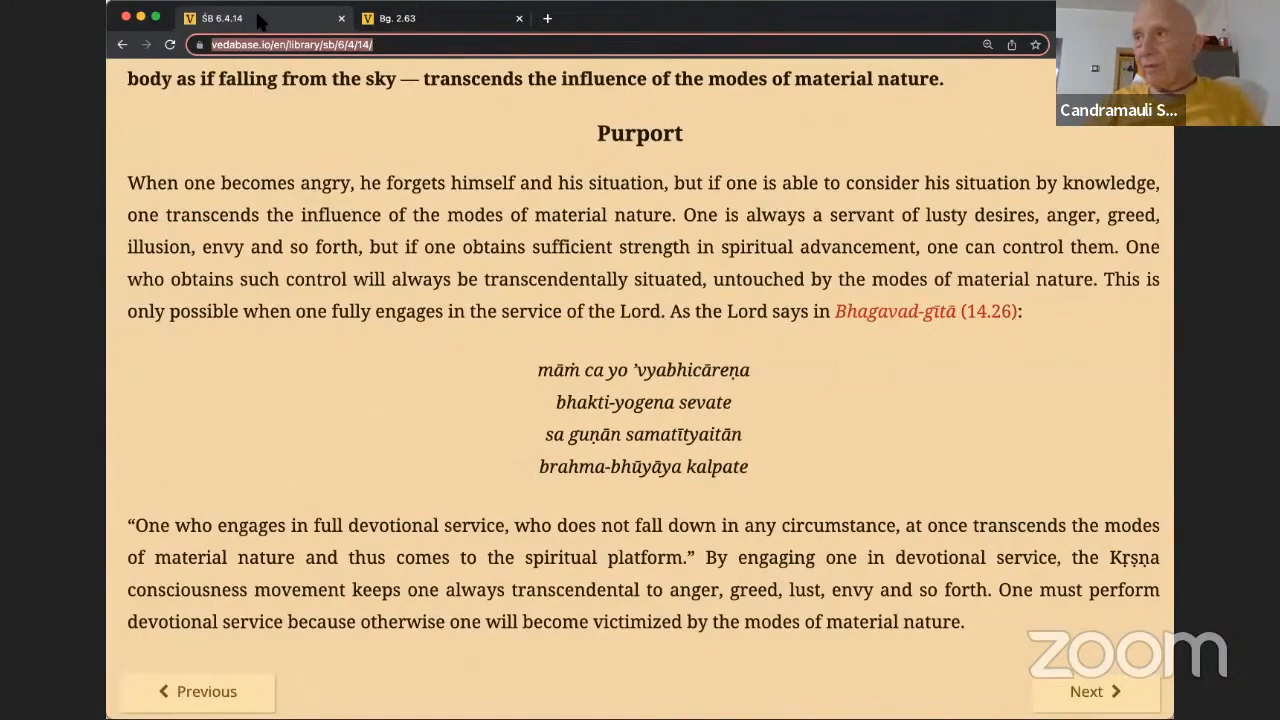 ŚB 6.4.14
Bg. 2.63
vedabase.io/en/library/sb/6/4/14/
body as if falling from the sky — transcends the influence of the modes of material nature.
Candramauli S...
Purport
When one becomes angry, he forgets himself and his situation, but if one is able to consider his situation by knowledge,
one transcends the influence of the modes of material nature. One is always a servant of lusty desires, anger, greed,
illusion, envy and so forth, but if one obtains sufficient strength in spiritual advancement, one can control them. One
who obtains such control will always be transcendentally situated, untouched by the modes of material nature. This is
only possible when one fully engages in the service of the Lord. As the Lord says in Bhagavad-gītā (14.26):
māṁ ca yo ’vyabhicāreṇa
bhakti-yogena sevate
sa guṇān samatītyaitān
brahma-bhūyāya kalpate
“One who engages in full devotional service, who does not fall down in any circumstance, at once transcends the modes
of material nature and thus comes to the spiritual platform.” By engaging one in devotional service, the Kṛṣṇa
consciousness movement keeps one always transcendental to anger, greed, lust, envy and so forth. One must perform
devotional service because otherwise one will become victimized by the modes of material nature.
zoom
Previous
Next